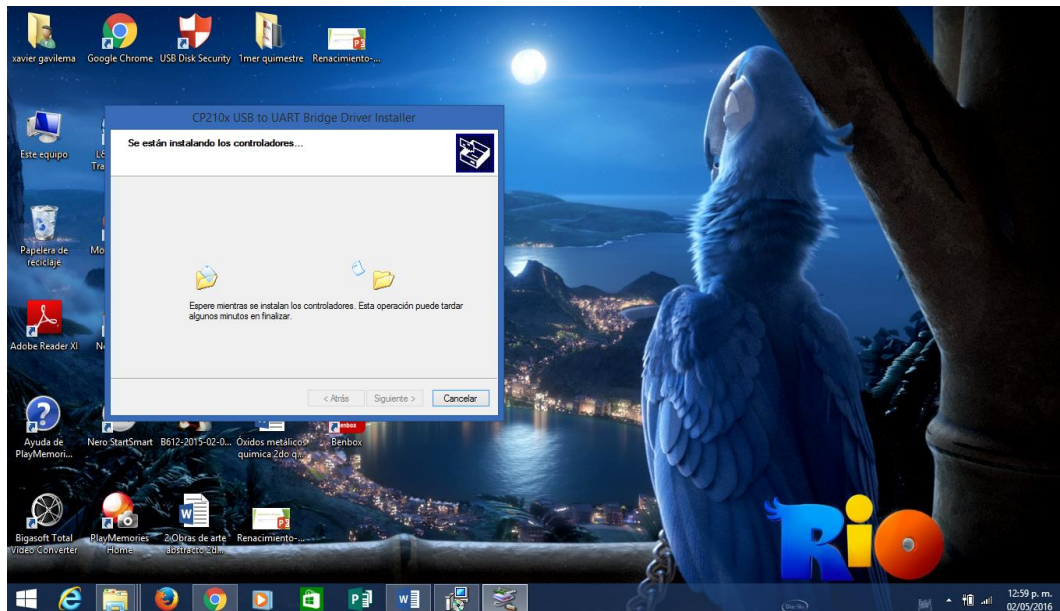 xavier gavilema
Google Chrome
USB Disk Security
1mer quimestre
Renacimiento-...
CP210x USB to UART Bridge Driver Installer
Se están instalando los controladores...
Espere mientras se instalan los controladores. Esta operación puede tardar
algunos minutos en finalizar.
< Atrás
Siguiente >
Cancelar
Este equipo
L&
Tra
Papelera de
reciclaje
Mo
Adobe Reader XI
Ayuda de
PlayMemori...
Nero StartSmart
B612-2015-02-0...
Óxidos metálicos
quimica 2do q...
Benbox
Bigasoft Total
Video Converter
PlayMemories
Home
2 Obras de arte
abstracto 2d...
Renacimiento-...
Rio
12:59 p. m.
02/05/2016